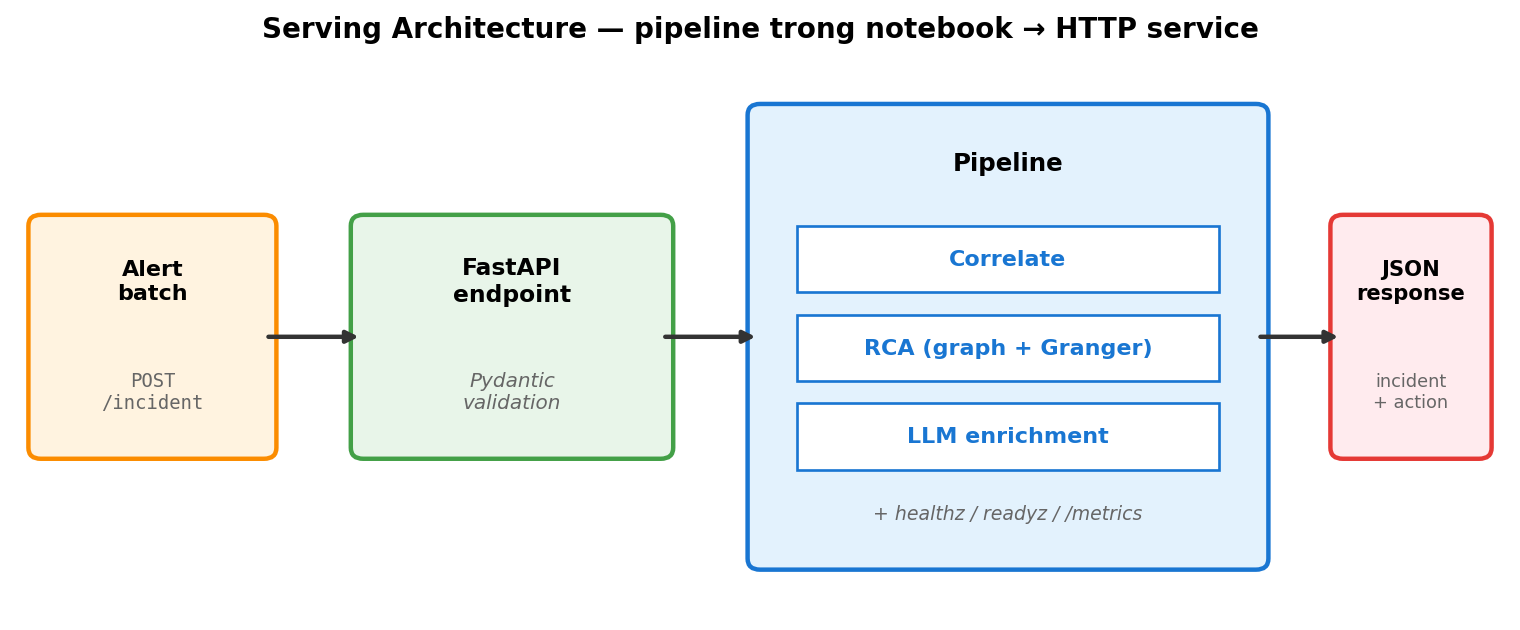 Serving Architecture — pipeline trong notebook → HTTP service
Alert
batch
POST
/incident
FastAPI
endpoint
Pydantic
validation
Pipeline
Correlate
RCA (graph + Granger)
LLM enrichment
+ healthz / readyz / /metrics
JSON
response
incident
+ action